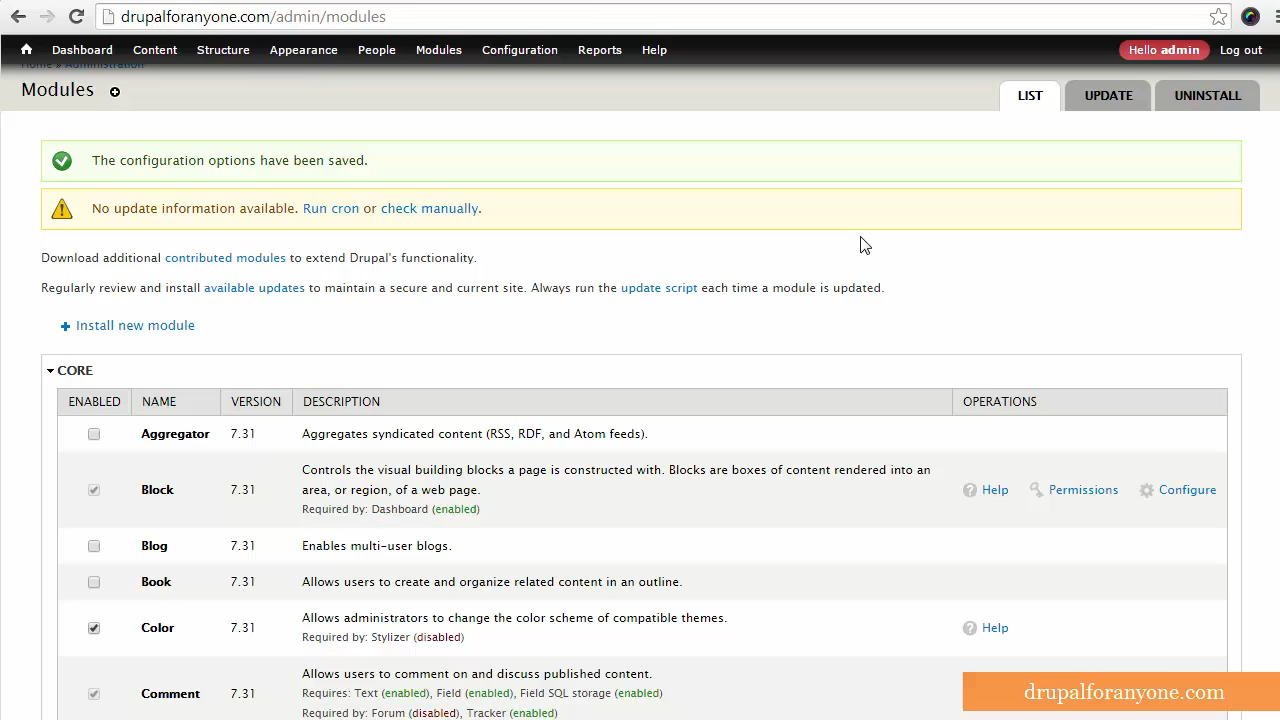 drupalforanyone.com/admin/modules
Dashboard Content Structure Appearance People Modules Configuration Reports Help Hello admin Log out
Home » Administration
Modules
LIST UPDATE UNINSTALL
The configuration options have been saved.
No update information available. Run cron or check manually.
Download additional contributed modules to extend Drupal's functionality.
Regularly review and install available updates to maintain a secure and current site. Always run the update script each time a module is updated.
Install new module
CORE
ENABLED NAME VERSION DESCRIPTION OPERATIONS
Aggregator 7.31 Aggregates syndicated content (RSS, RDF, and Atom feeds).
Controls the visual building blocks a page is constructed with. Blocks are boxes of content rendered into an
Block 7.31 area, or region, of a web page. Help Permissions Configure
Required by: Dashboard (enabled)
Blog 7.31 Enables multi-user blogs.
Book 7.31 Allows users to create and organize related content in an outline.
Allows administrators to change the color scheme of compatible themes.
Color 7.31 Help
Required by: Stylizer (disabled)
Allows users to comment on and discuss published content.
Comment 7.31 Requires: Text (enabled), Field (enabled), Field SQL storage (enabled)
Required by: Forum (disabled), Tracker (enabled)
drupalforanyone.com